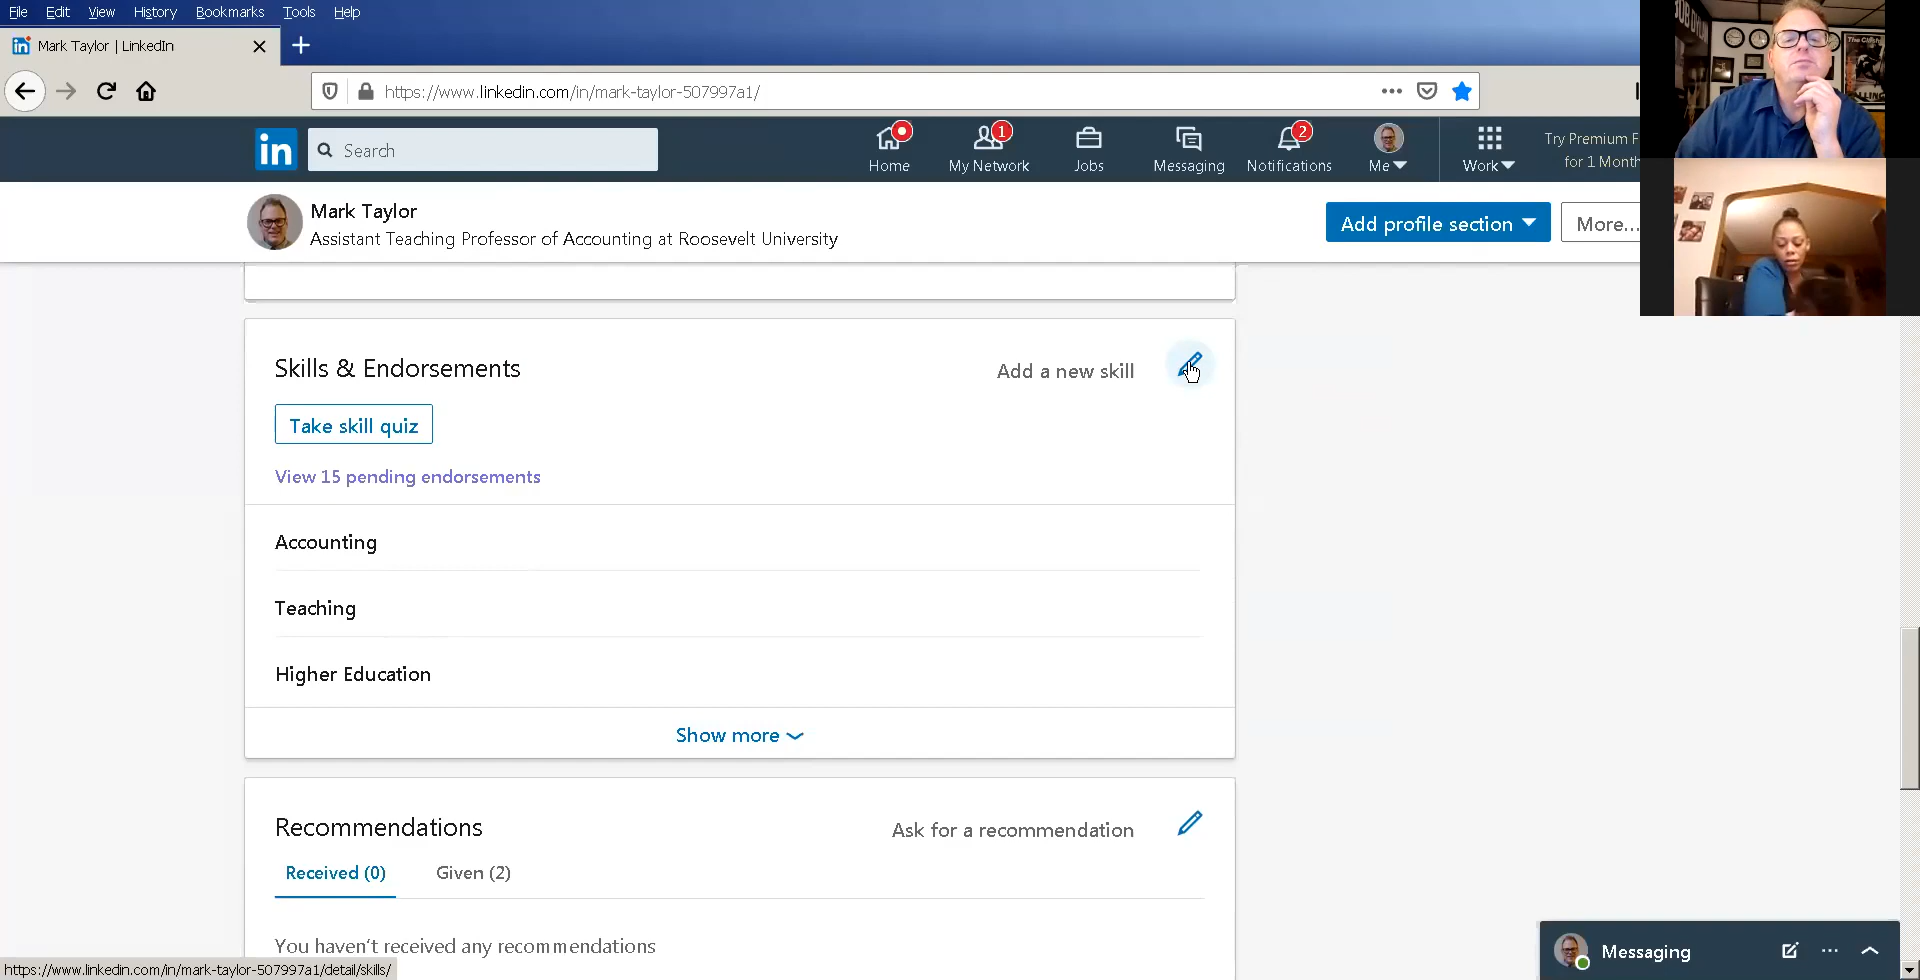 File Edit View History Bookmarks Tools Help
Mark Taylor | LinkedIn
https://www.linkedin.com/in/mark-taylor-507997a1/
in Search
1 2
Home My Network Jobs Messaging Notifications Me Work
Try Premium F
for 1 Month
Mark Taylor
Assistant Teaching Professor of Accounting at Roosevelt University
Add profile section More...
Skills & Endorsements
Add a new skill
Take skill quiz
View 15 pending endorsements
Accounting
Teaching
Higher Education
Show more
Recommendations
Ask for a recommendation
Received (0) Given (2)
You haven't received any recommendations
Messaging
https://www.linkedin.com/in/mark-taylor-507997a1/detail/skills/